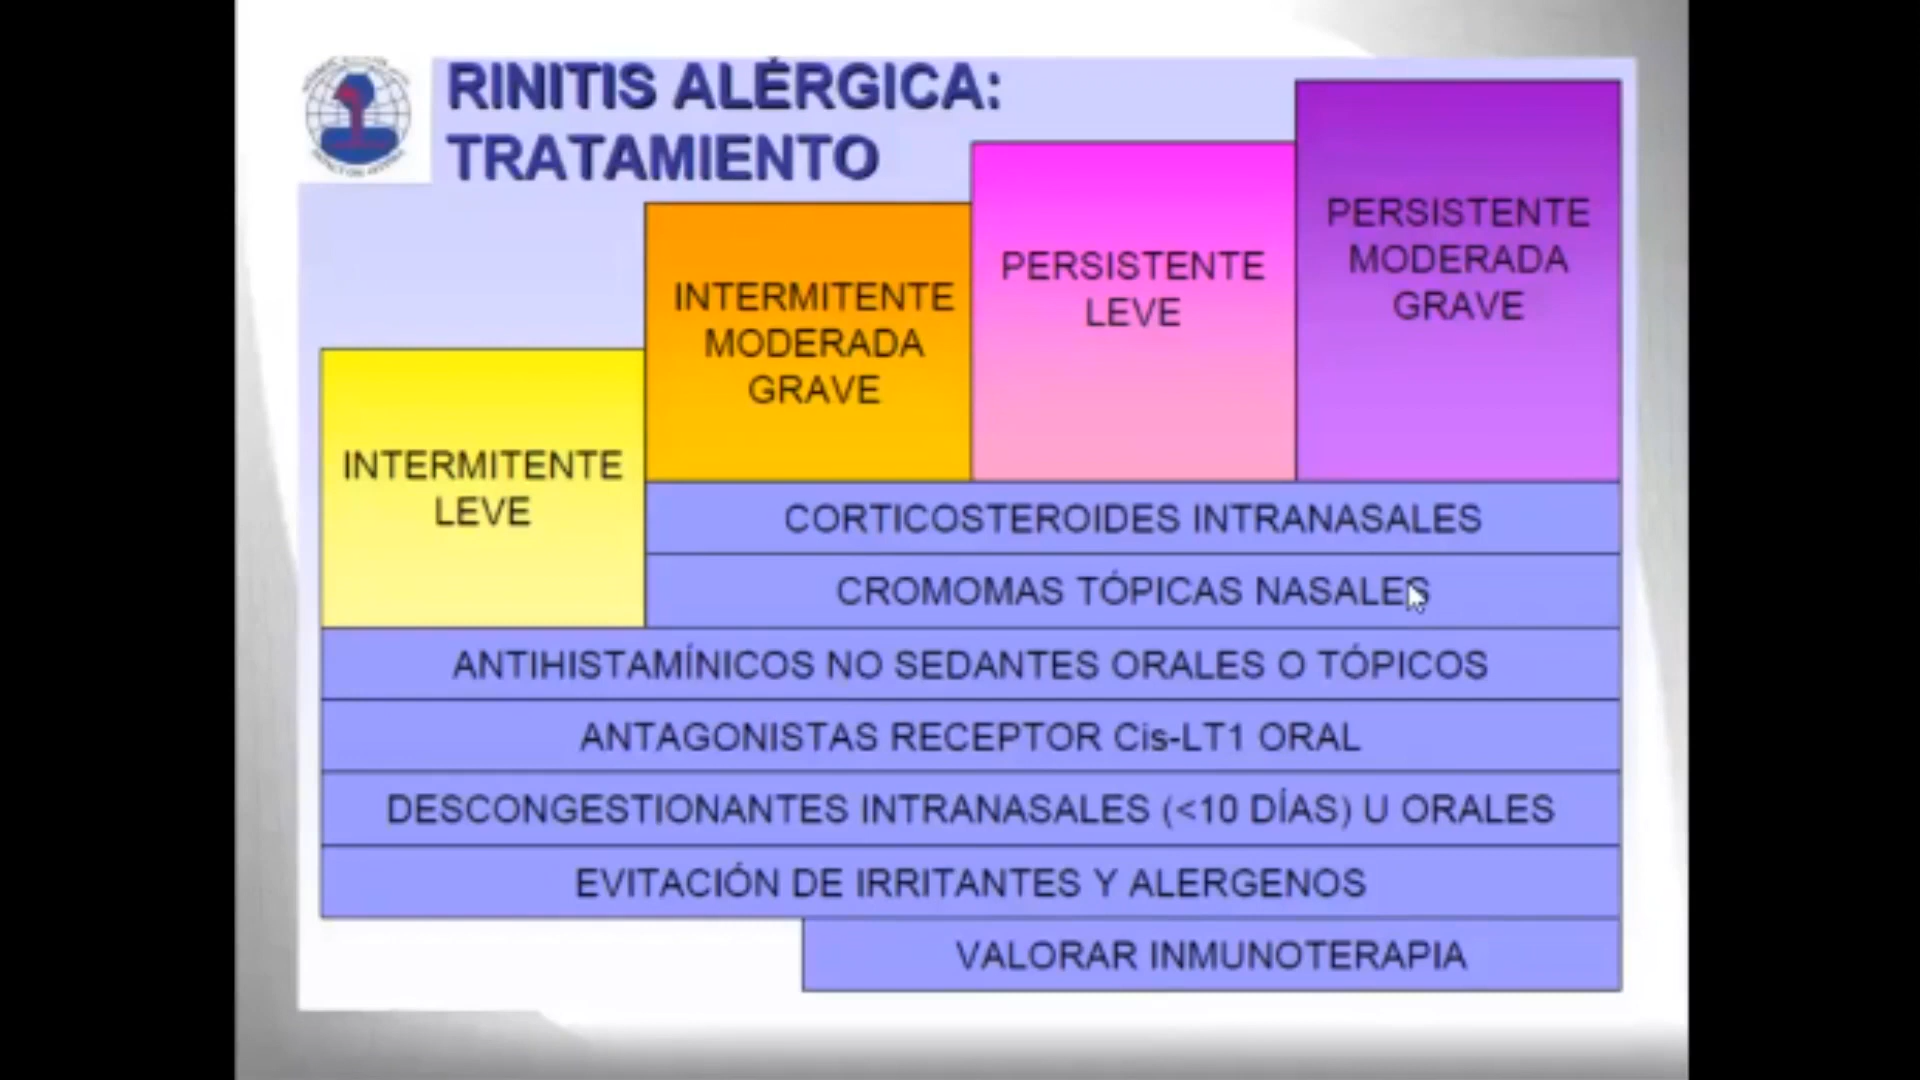 RINITIS ALÉRGICA:
TRATAMIENTO
INTERMITENTE
LEVE
INTERMITENTE
MODERADA
GRAVE
PERSISTENTE
LEVE
PERSISTENTE
MODERADA
GRAVE
CORTICOSTEROIDES INTRANASALES
CROMOMAS TÓPICAS NASALES
ANTIHISTAMÍNICOS NO SEDANTES ORALES O TÓPICOS
ANTAGONISTAS RECEPTOR Cis-LT1 ORAL
DESCONGESTIONANTES INTRANASALES (<10 DÍAS) U ORALES
EVITACIÓN DE IRRITANTES Y ALERGENOS
VALORAR INMUNOTERAPIA